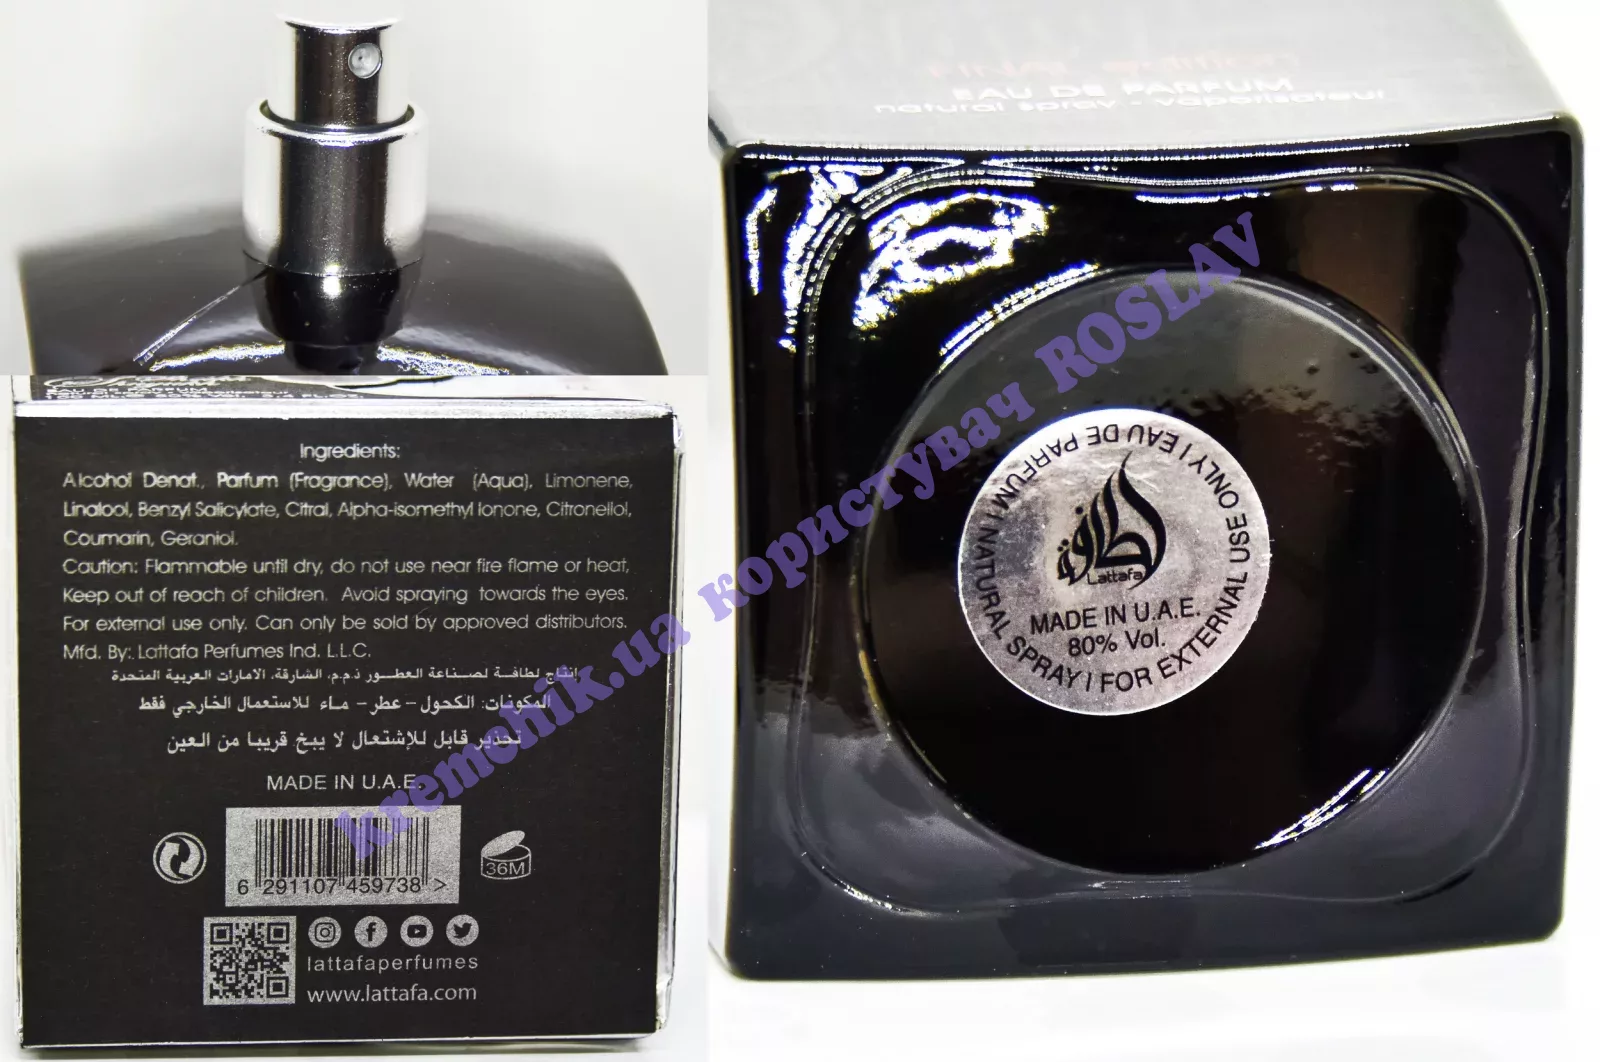 Ingredients:
Alcohol Denat., Parfum (Fragrance), Water (Aqua), Limonene,
Linalool, Benzyl Salicylate, Citral, Alpha-isomethyl Ionone, Citronellol,
Coumarin, Geraniol.
Caution: Flammable until dry, do not use near fire flame or heat,
Keep out of reach of children. Avoid spraying towards the eyes.
For external use only. Can only be sold by approved distributors.
Mfd. By: Lattafa Perfumes Ind. L.L.C.
إنتاج لطافة لصناعة العطور ذ.م.م، الشارقة، الامارات العربية المتحدة
المكونات: الكحول - عطر - ماء للاستعمال الخارجي فقط
تحذير قابل للإشتعال لا يبخ قريبا من العين
MADE IN U.A.E.
6 291107 459738 >
36M
lattafaperfumes
www.lattafa.com
FINAL edition
EAU DE PARFUM
natural spray - vaporisateur
EAU DE PARFUM / NATURAL SPRAY / FOR EXTERNAL USE ONLY /
لطافة
Lattafa
MADE IN U.A.E.
80% Vol.
kremchik.ua користувач ROSLAV